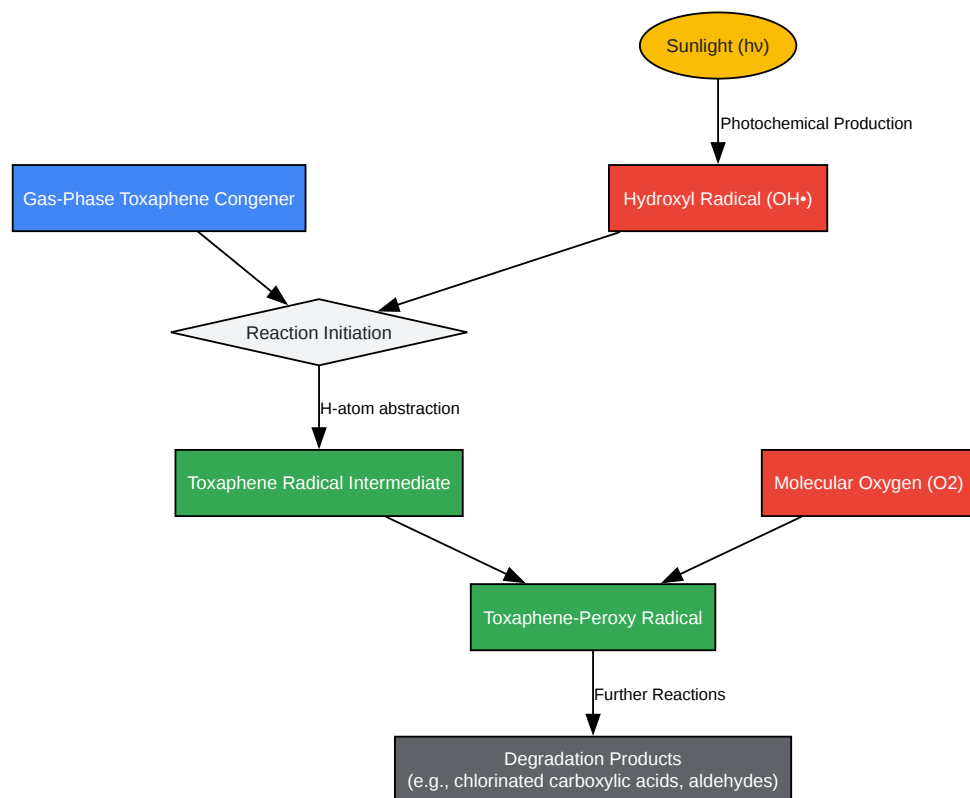 Sunlight (hν)
Photochemical Production
Gas-Phase Toxaphene Congener
Hydroxyl Radical (OH•)
Reaction Initiation
H-atom abstraction
Toxaphene Radical Intermediate
Molecular Oxygen (O2)
Toxaphene-Peroxy Radical
Further Reactions
Degradation Products
(e.g., chlorinated carboxylic acids, aldehydes)